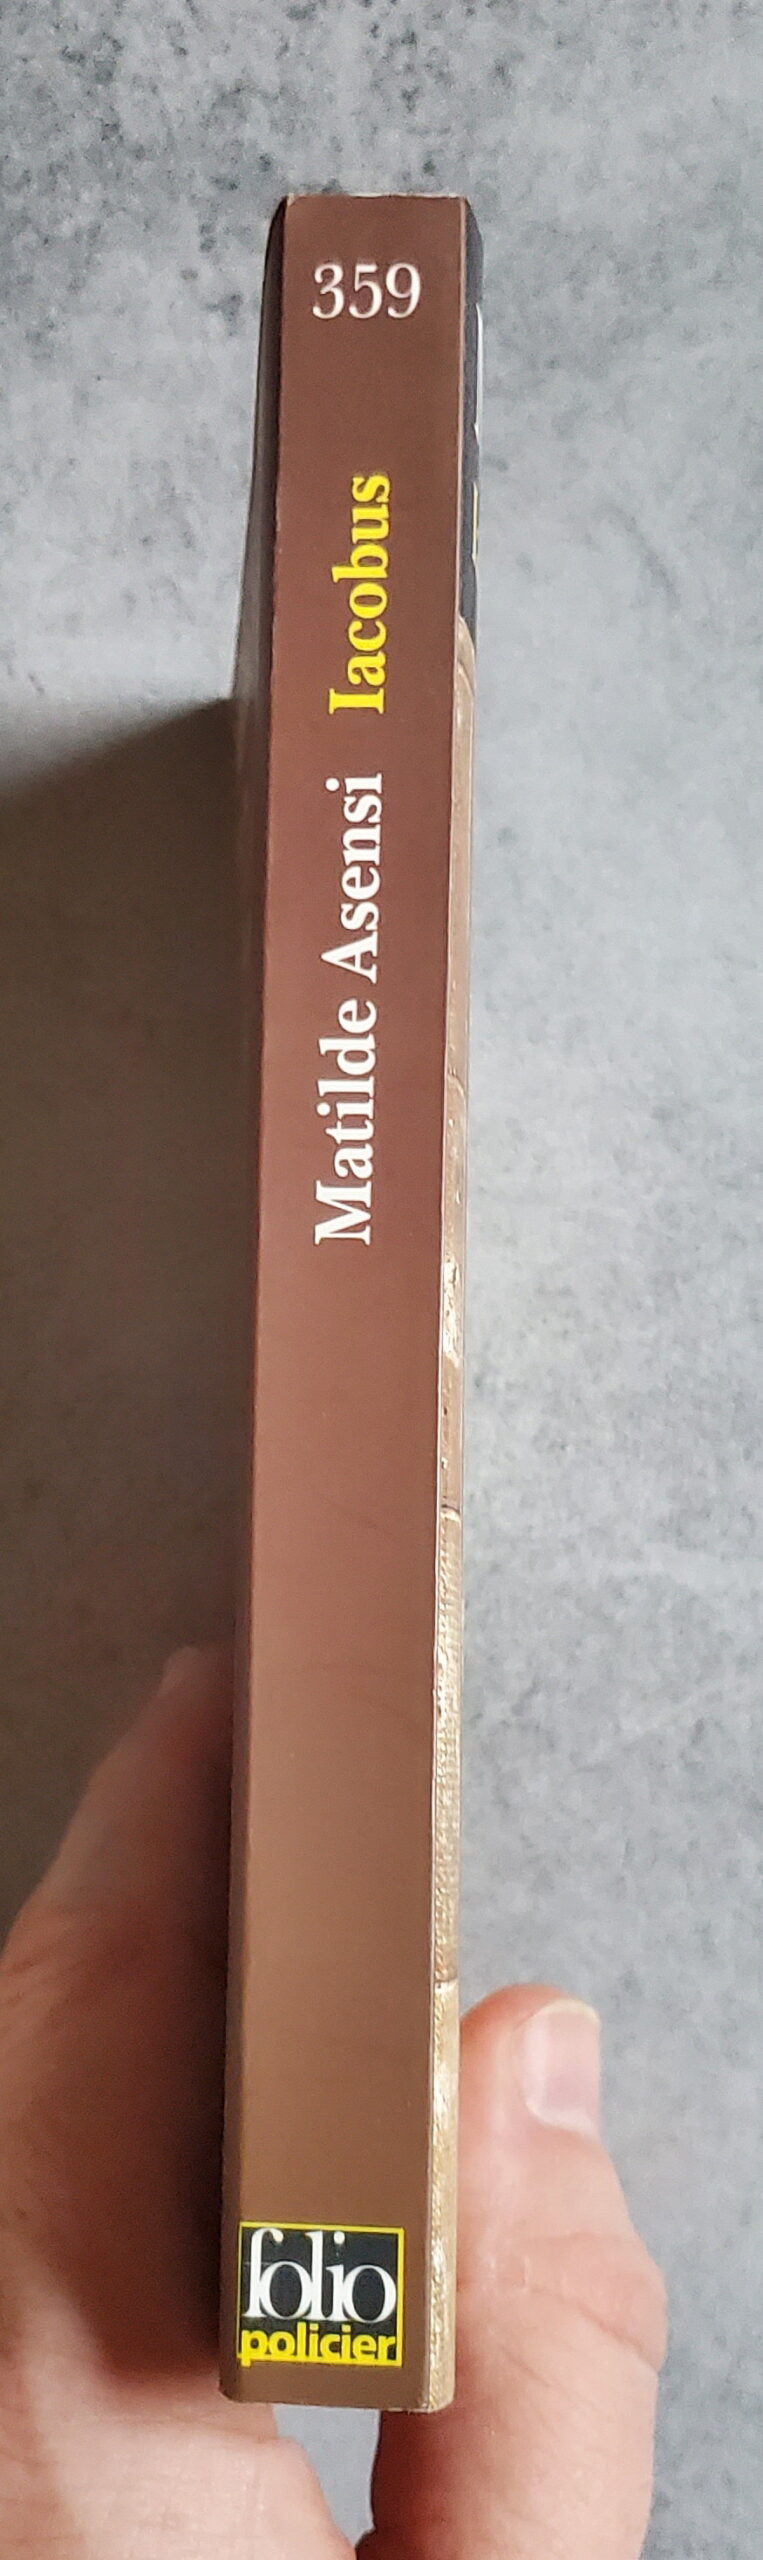 359
Matilde Asensi Iacobus
folio
policier